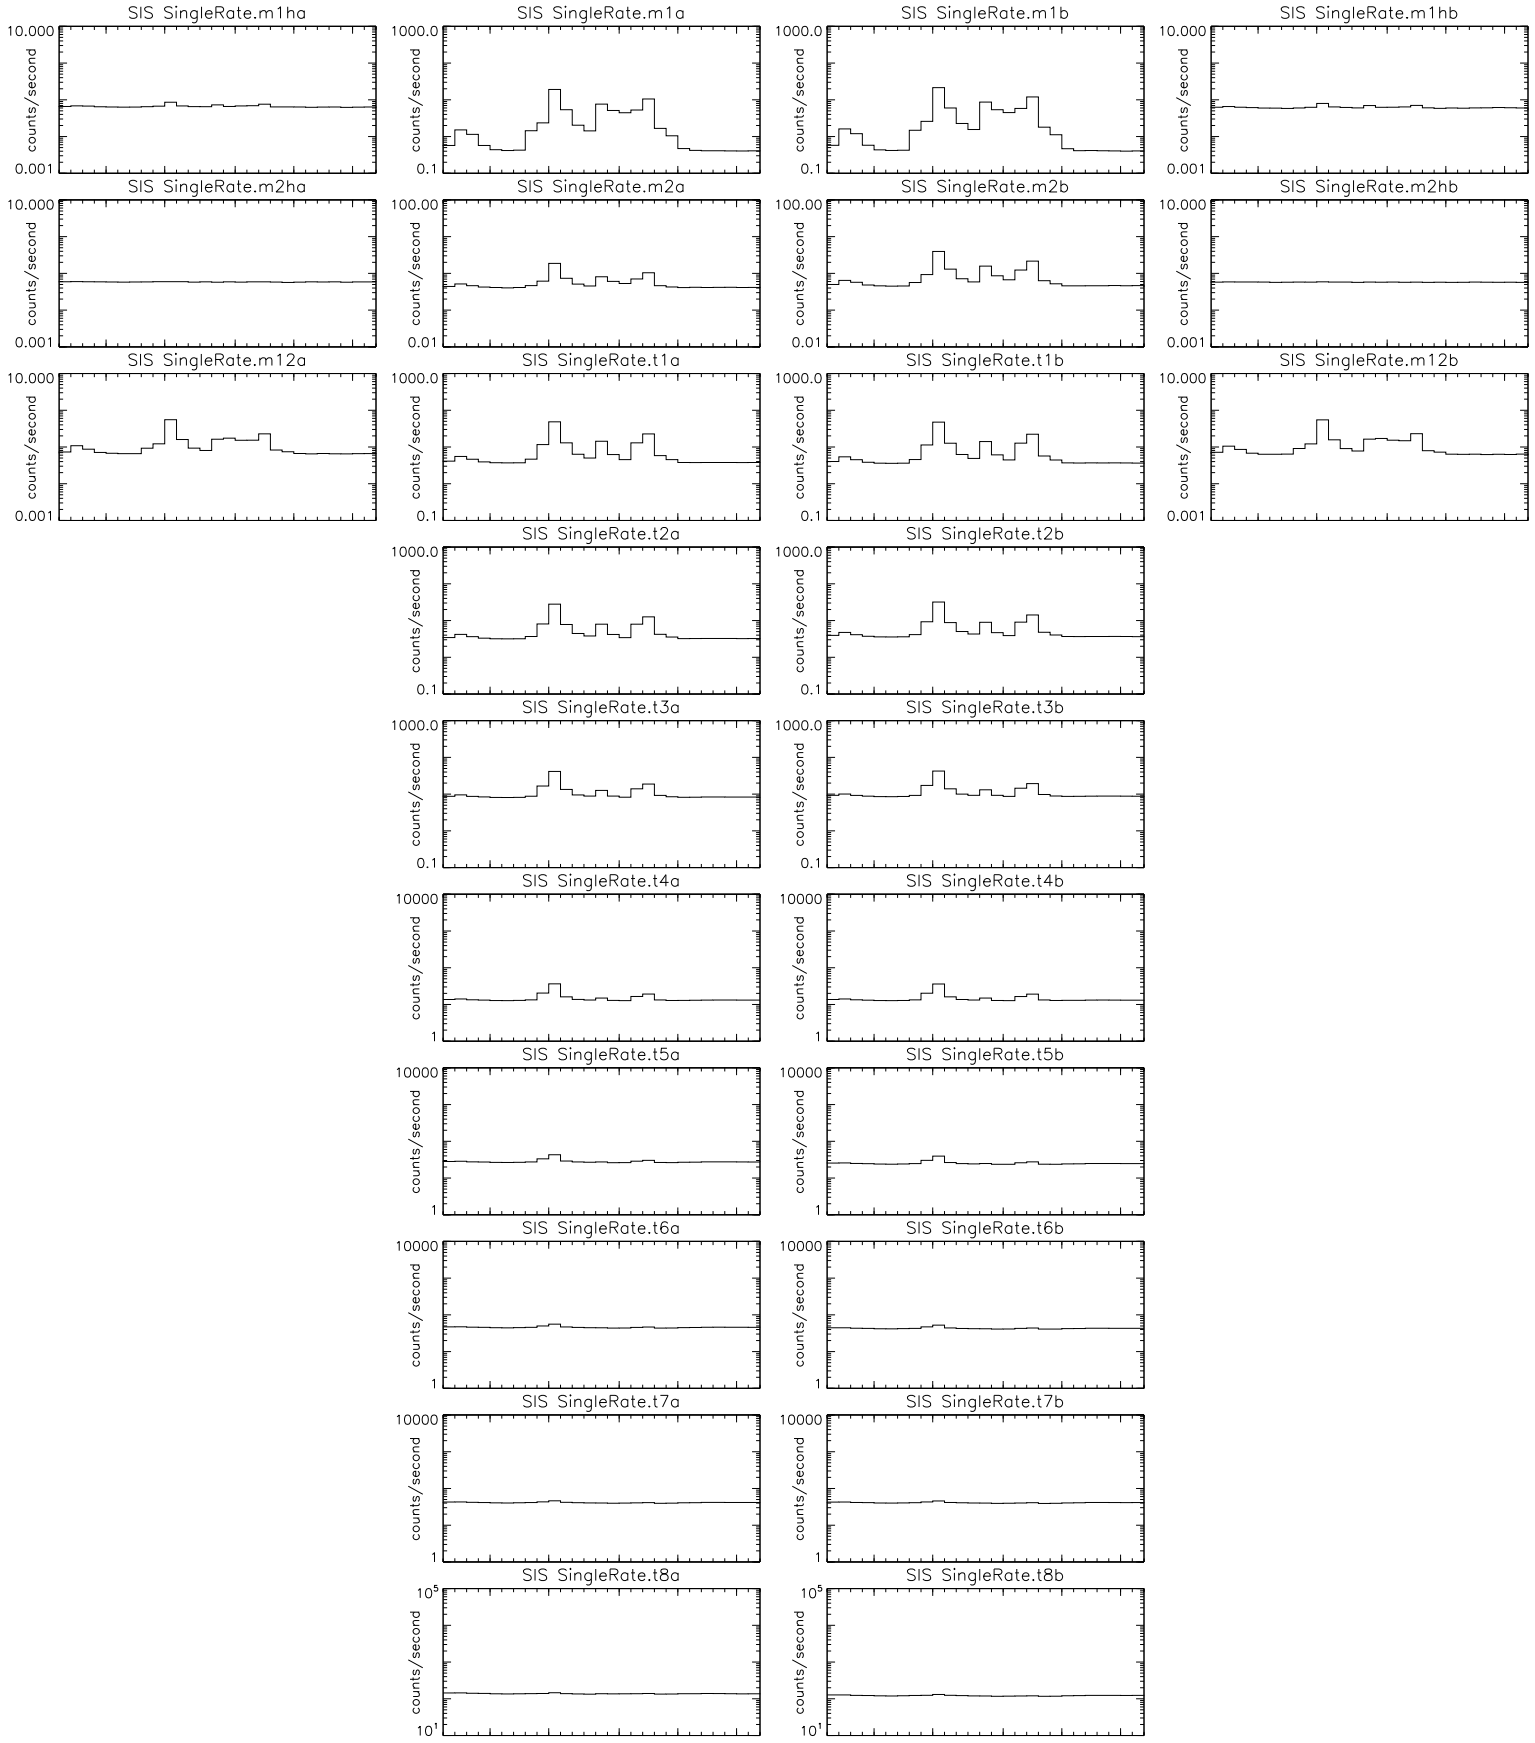 SIS SingleRate.m1ha
10.000
counts/second
0.001
SIS SingleRate.m1a
1000.0
counts/second
0.1
SIS SingleRate.m1b
1000.0
counts/second
0.1
SIS SingleRate.m1hb
10.000
counts/second
0.001
SIS SingleRate.m2ha
10.000
counts/second
0.001
SIS SingleRate.m2a
100.00
counts/second
0.01
SIS SingleRate.m2b
100.00
counts/second
0.01
SIS SingleRate.m2hb
10.000
counts/second
0.001
SIS SingleRate.m12a
10.000
counts/second
0.001
SIS SingleRate.t1a
1000.0
counts/second
0.1
SIS SingleRate.t1b
1000.0
counts/second
0.1
SIS SingleRate.m12b
10.000
counts/second
0.001
SIS SingleRate.t2a
1000.0
counts/second
0.1
SIS SingleRate.t2b
1000.0
counts/second
0.1
SIS SingleRate.t3a
1000.0
counts/second
0.1
SIS SingleRate.t3b
1000.0
counts/second
0.1
SIS SingleRate.t4a
10000
counts/second
1
SIS SingleRate.t4b
10000
counts/second
1
SIS SingleRate.t5a
10000
counts/second
1
SIS SingleRate.t5b
10000
counts/second
1
SIS SingleRate.t6a
10000
counts/second
1
SIS SingleRate.t6b
10000
counts/second
1
SIS SingleRate.t7a
10000
counts/second
1
SIS SingleRate.t7b
10000
counts/second
1
SIS SingleRate.t8a
10⁵
counts/second
10¹
SIS SingleRate.t8b
10⁵
counts/second
10¹